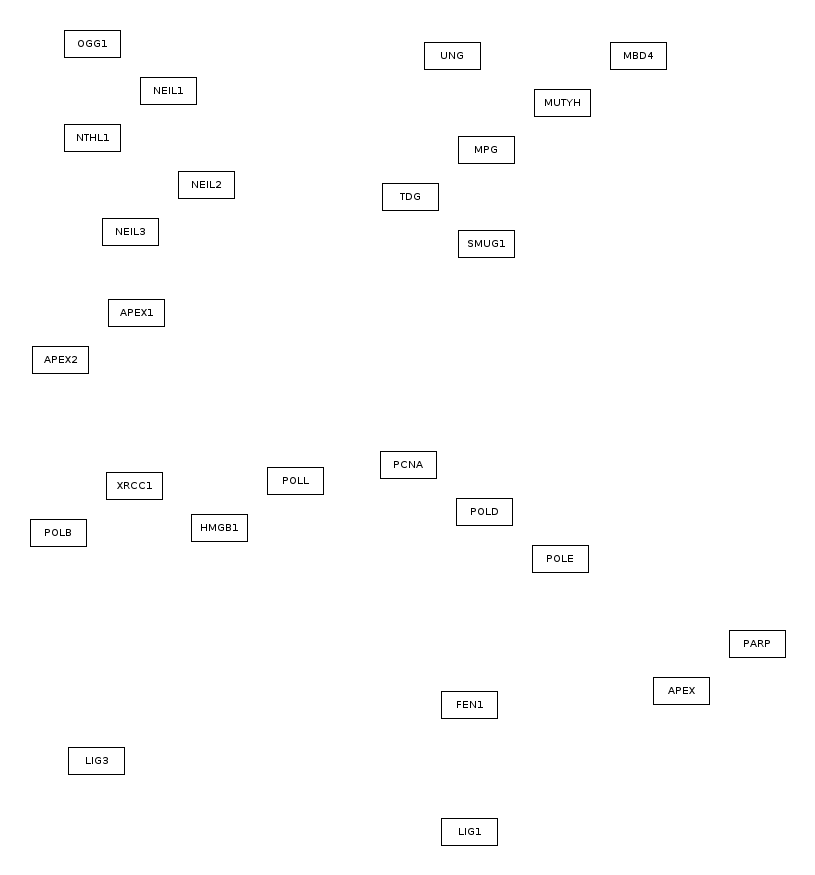 OGG1
UNG
MBD4
NEIL1
MUTYH
NTHL1
MPG
NEIL2
TDG
NEIL3
SMUG1
APEX1
APEX2
PCNA
POLL
XRCC1
POLD
HMGB1
POLB
POLE
PARP
APEX
FEN1
LIG3
LIG1